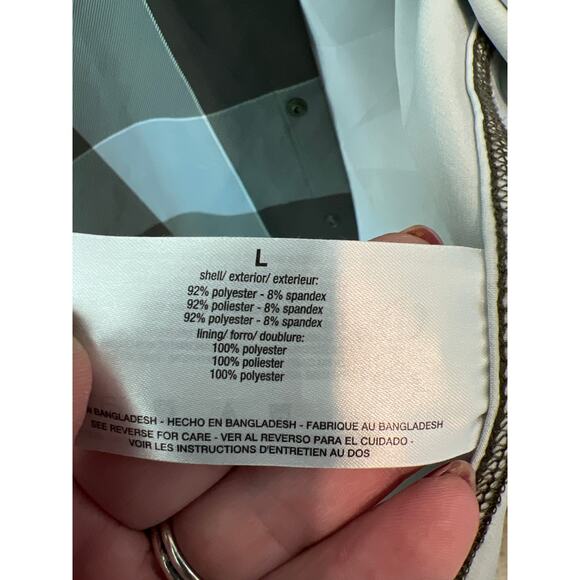 L
shell/ exterior/ exterieur:
92% polyester - 8% spandex
92% poliester - 8% spandex
92% polyester - 8% spandex
lining/ forro/ doublure:
100% polyester
100% poliester
100% polyester
N BANGLADESH - HECHO EN BANGLADESH - FABRIQUE AU BANGLADESH
SEE REVERSE FOR CARE - VER AL REVERSO PARA EL CUIDADO -
VOIR LES INSTRUCTIONS D'ENTRETIEN AU DOS